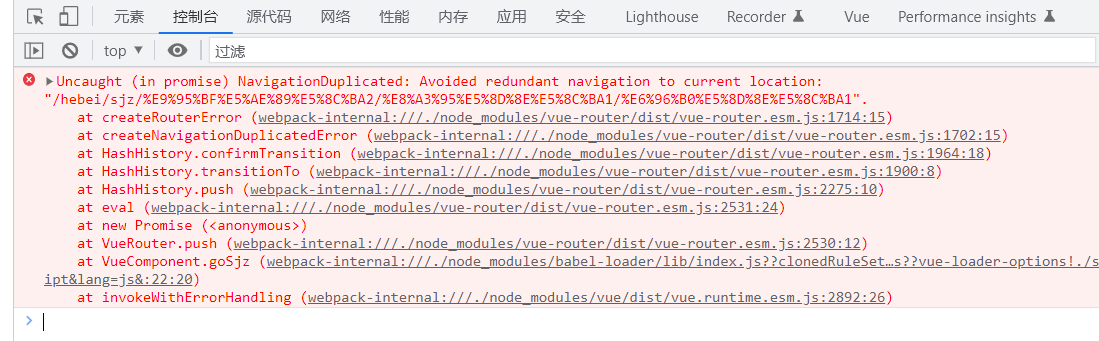 元素 控制台 源代码 网络 性能 内存 应用 安全 Lighthouse Recorder Vue Performance insights
top ▼ 过滤
▶Uncaught (in promise) NavigationDuplicated: Avoided redundant navigation to current location:
"/hebei/sjz/%E9%95%BF%E5%AE%89%E5%8C%BA2/%E8%A3%95%E5%8D%8E%E5%8C%BA1/%E6%96%B0%E5%8D%8E%E5%8C%BA1".
at createRouterError (webpack-internal:///./node_modules/vue-router/dist/vue-router.esm.js:1714:15)
at createNavigationDuplicatedError (webpack-internal:///./node_modules/vue-router/dist/vue-router.esm.js:1702:15)
at HashHistory.confirmTransition (webpack-internal:///./node_modules/vue-router/dist/vue-router.esm.js:1964:18)
at HashHistory.transitionTo (webpack-internal:///./node_modules/vue-router/dist/vue-router.esm.js:1900:8)
at HashHistory.push (webpack-internal:///./node_modules/vue-router/dist/vue-router.esm.js:2275:10)
at eval (webpack-internal:///./node_modules/vue-router/dist/vue-router.esm.js:2531:24)
at new Promise (<anonymous>)
at VueRouter.push (webpack-internal:///./node_modules/vue-router/dist/vue-router.esm.js:2530:12)
at VueComponent.goSjz (webpack-internal:///./node_modules/babel-loader/lib/index.js??clonedRuleSet…s??vue-loader-options!./s
ipt&lang=js&:22:20)
at invokeWithErrorHandling (webpack-internal:///./node_modules/vue/dist/vue.runtime.esm.js:2892:26)